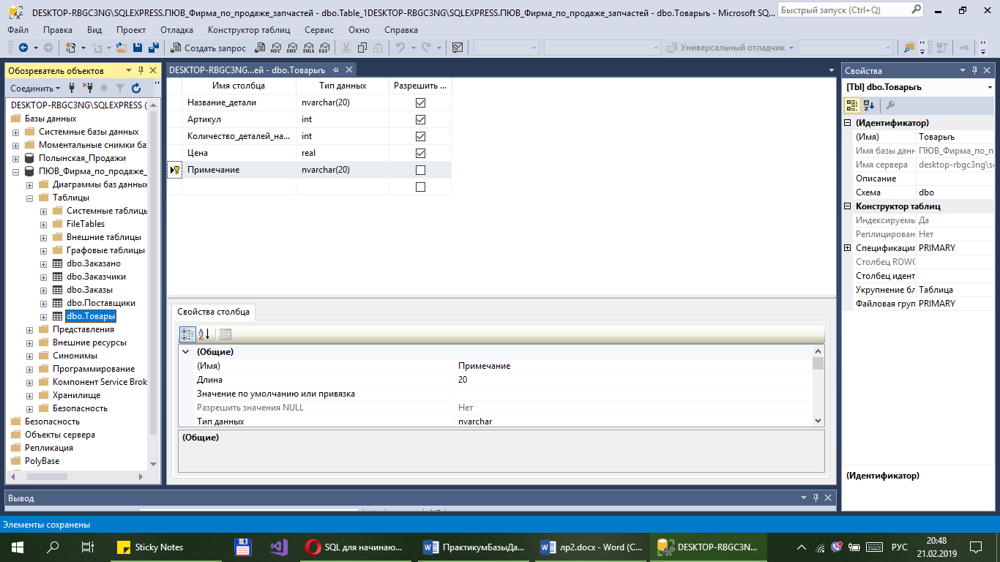 DESKTOP-RBGC3NG\SQLEXPRESS.ПЮВ_Фирма_по_продаже_запчастей - dbo.Table_1DESKTOP-RBGC3NG\SQLEXPRESS.ПЮВ_Фирма_по_продаже_запчастей - dbo.Товарыъ - Microsoft SQ...
Быстрый запуск (Ctrl+Q)
Файл Правка Вид Проект Отладка Конструктор таблиц Сервис Окно Справка
Создать запрос MDX DMX XMLA DAX Универсальный отладчик
Обозреватель объектов
Соединить
DESKTOP-RBGC3NG\SQLEXPRESS (
Базы данных
Системные базы данных
Моментальные снимки ба
Полынская_Продажи
ПЮВ_Фирма_по_продаже_
Диаграммы баз данных
Таблицы
Системные таблицы
FileTables
Внешние таблицы
Графовые таблицы
dbo.Заказано
dbo.Заказчики
dbo.Заказы
dbo.Поставщики
dbo.Товары
Представления
Внешние ресурсы
Синонимы
Программирование
Компонент Service Brok
Хранилище
Безопасность
Безопасность
Объекты сервера
Репликация
PolyBase
DESKTOP-RBGC3NG...ей - dbo.Товарыъ
Имя столбца Тип данных Разрешить ...
Название_детали nvarchar(20)
Артикул int
Количество_деталей_на... int
Цена real
Примечание nvarchar(20)
Свойства столбца
(Общие)
(Имя) Примечание
Длина 20
Значение по умолчанию или привязка
Разрешить значения NULL Нет
Тип данных nvarchar
(Общие)
Свойства
[Tbl] dbo.Товарыъ
(Идентификатор)
(Имя) Товарыъ
Имя базы данн ПЮВ_Фирма_по_п
Имя сервера desktop-rbgc3ng\s
Описание
Схема dbo
Конструктор таблиц
Индексируемь Да
Реплицирован Нет
Спецификация PRIMARY
Столбец ROWG
Столбец идент
Укрупнение бл Таблица
Файловая груп PRIMARY
(Идентификатор)
Вывод
Элементы сохранены
Sticky Notes
SQL для начинаю...
ПрактикумБазыДа...
лр2.docx - Word (С...
DESKTOP-RBGC3N...
РУС
20:48
21.02.2019